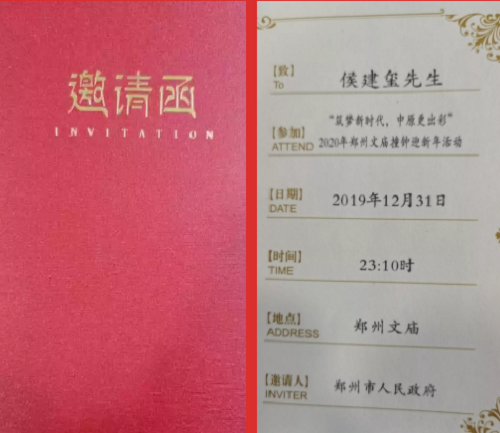 邀请函
INVITATION
【致】
To
侯建玺先生
【参加】
ATTEND
“筑梦新时代,中原更出彩”
2020年郑州文庙撞钟迎新年活动
【日期】
DATE
2019年12月31日
【时间】
TIME
23:10时
【地点】
ADDRESS
郑州文庙
【邀请人】
INVITER
郑州市人民政府